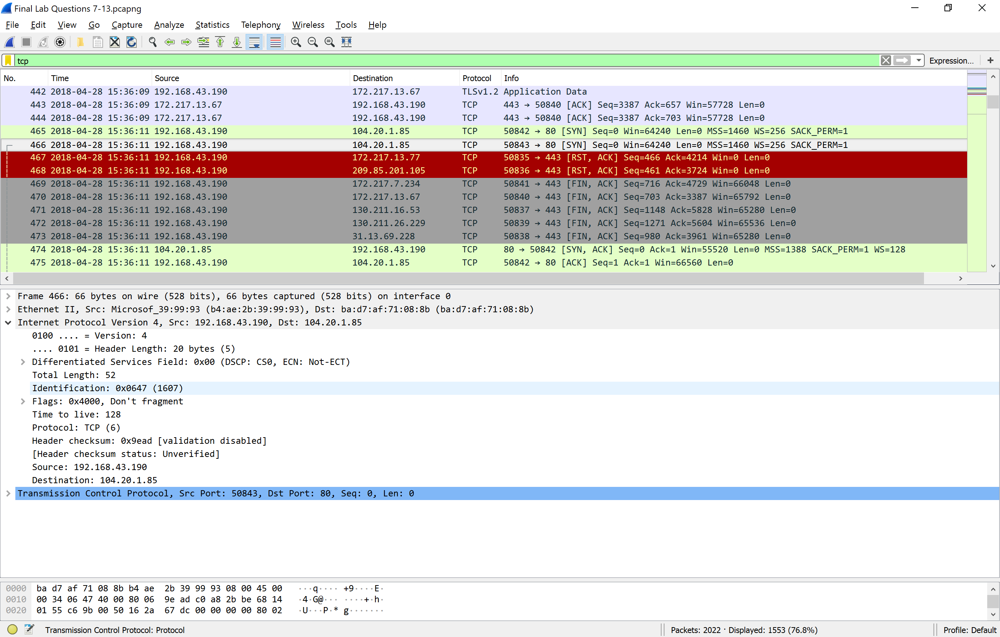 Final Lab Questions 7-13.pcapng
File Edit View Go Capture Analyze Statistics Telephony Wireless Tools Help
tcp Expression... +
No. Time Source Destination Protocol Info
442 2018-04-28 15:36:09 192.168.43.190 172.217.13.67 TLSv1.2 Application Data
443 2018-04-28 15:36:09 172.217.13.67 192.168.43.190 TCP 443 → 50840 [ACK] Seq=3387 Ack=657 Win=57728 Len=0
444 2018-04-28 15:36:09 172.217.13.67 192.168.43.190 TCP 443 → 50840 [ACK] Seq=3387 Ack=703 Win=57728 Len=0
465 2018-04-28 15:36:11 192.168.43.190 104.20.1.85 TCP 50842 → 80 [SYN] Seq=0 Win=64240 Len=0 MSS=1460 WS=256 SACK_PERM=1
466 2018-04-28 15:36:11 192.168.43.190 104.20.1.85 TCP 50843 → 80 [SYN] Seq=0 Win=64240 Len=0 MSS=1460 WS=256 SACK_PERM=1
467 2018-04-28 15:36:11 192.168.43.190 172.217.13.77 TCP 50835 → 443 [RST, ACK] Seq=466 Ack=4214 Win=0 Len=0
468 2018-04-28 15:36:11 192.168.43.190 209.85.201.105 TCP 50836 → 443 [RST, ACK] Seq=461 Ack=3724 Win=0 Len=0
469 2018-04-28 15:36:11 192.168.43.190 172.217.7.234 TCP 50841 → 443 [FIN, ACK] Seq=716 Ack=4729 Win=66048 Len=0
470 2018-04-28 15:36:11 192.168.43.190 172.217.13.67 TCP 50840 → 443 [FIN, ACK] Seq=703 Ack=3387 Win=65792 Len=0
471 2018-04-28 15:36:11 192.168.43.190 130.211.16.53 TCP 50837 → 443 [FIN, ACK] Seq=1148 Ack=5828 Win=65280 Len=0
472 2018-04-28 15:36:11 192.168.43.190 130.211.26.229 TCP 50839 → 443 [FIN, ACK] Seq=1271 Ack=5604 Win=65536 Len=0
473 2018-04-28 15:36:11 192.168.43.190 31.13.69.228 TCP 50838 → 443 [FIN, ACK] Seq=980 Ack=3961 Win=65280 Len=0
474 2018-04-28 15:36:11 104.20.1.85 192.168.43.190 TCP 80 → 50842 [SYN, ACK] Seq=0 Ack=1 Win=55520 Len=0 MSS=1388 SACK_PERM=1 WS=128
475 2018-04-28 15:36:11 192.168.43.190 104.20.1.85 TCP 50842 → 80 [ACK] Seq=1 Ack=1 Win=66560 Len=0
Frame 466: 66 bytes on wire (528 bits), 66 bytes captured (528 bits) on interface 0
Ethernet II, Src: Microsof_39:99:93 (b4:ae:2b:39:99:93), Dst: ba:d7:af:71:08:8b (ba:d7:af:71:08:8b)
Internet Protocol Version 4, Src: 192.168.43.190, Dst: 104.20.1.85
0100 .... = Version: 4
.... 0101 = Header Length: 20 bytes (5)
Differentiated Services Field: 0x00 (DSCP: CS0, ECN: Not-ECT)
Total Length: 52
Identification: 0x0647 (1607)
Flags: 0x4000, Don't fragment
Time to live: 128
Protocol: TCP (6)
Header checksum: 0x9ead [validation disabled]
[Header checksum status: Unverified]
Source: 192.168.43.190
Destination: 104.20.1.85
Transmission Control Protocol, Src Port: 50843, Dst Port: 80, Seq: 0, Len: 0
0000 ba d7 af 71 08 8b b4 ae 2b 39 99 93 08 00 45 00 ···q···· +9····E·
0010 00 34 06 47 40 00 80 06 9e ad c0 a8 2b be 68 14 ·4·G@··· ····+·h·
0020 01 55 c6 9b 00 50 16 2a 67 dc 00 00 00 00 80 02 ·U···P·* g·······
Transmission Control Protocol: Protocol Packets: 2022 · Displayed: 1553 (76.8%) Profile: Default